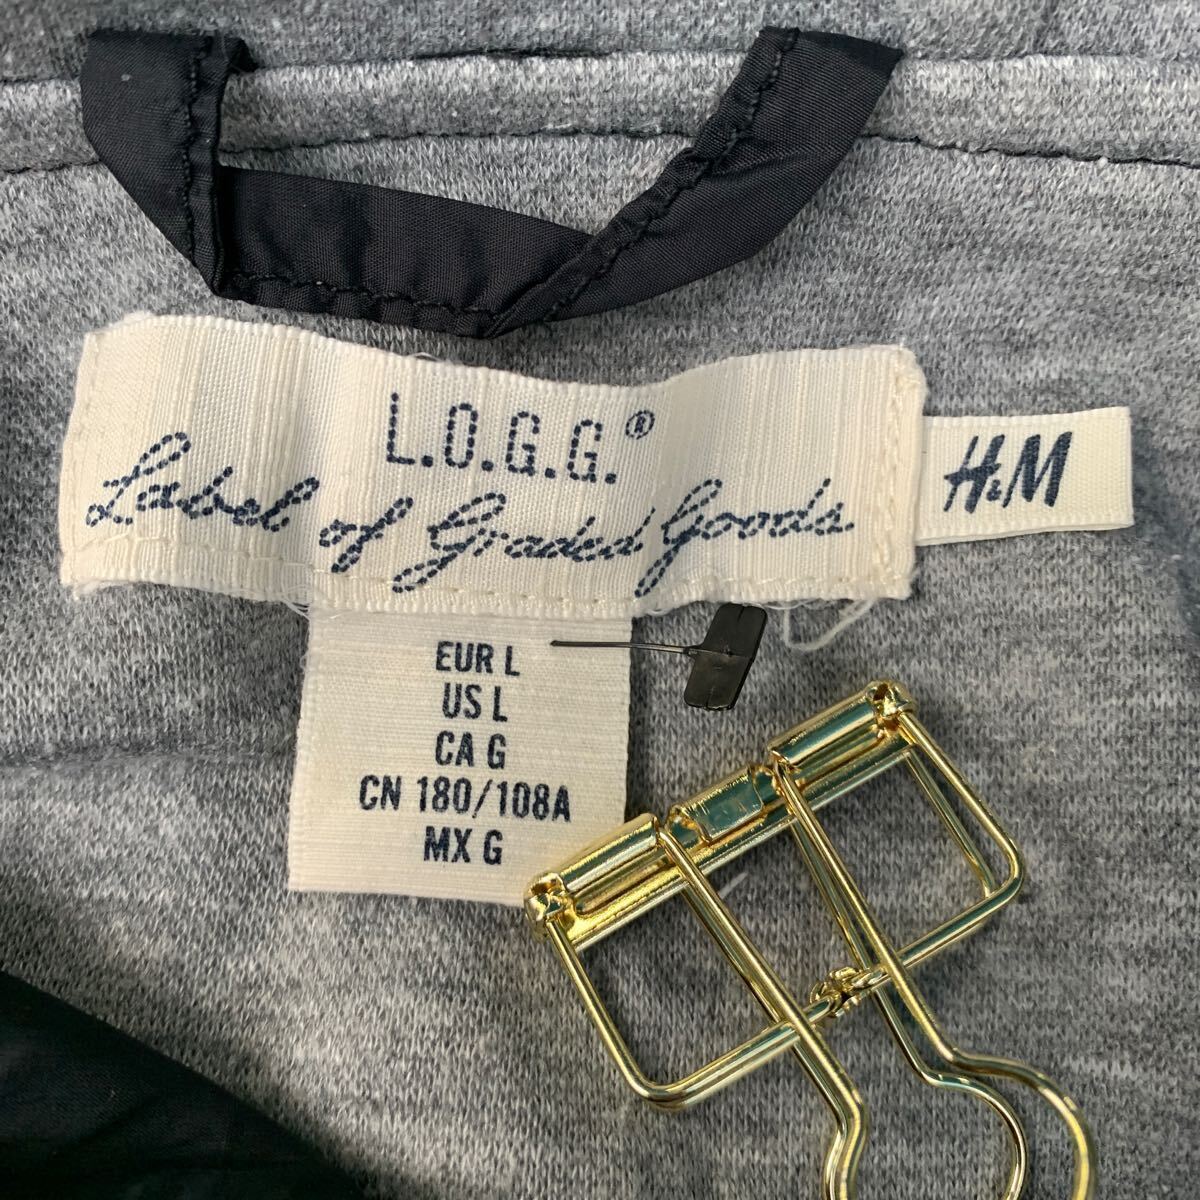 L.O.G.G.®
Label of Graded Goods
H&M
EUR L
US L
CA G
CN 180/108A
MX G